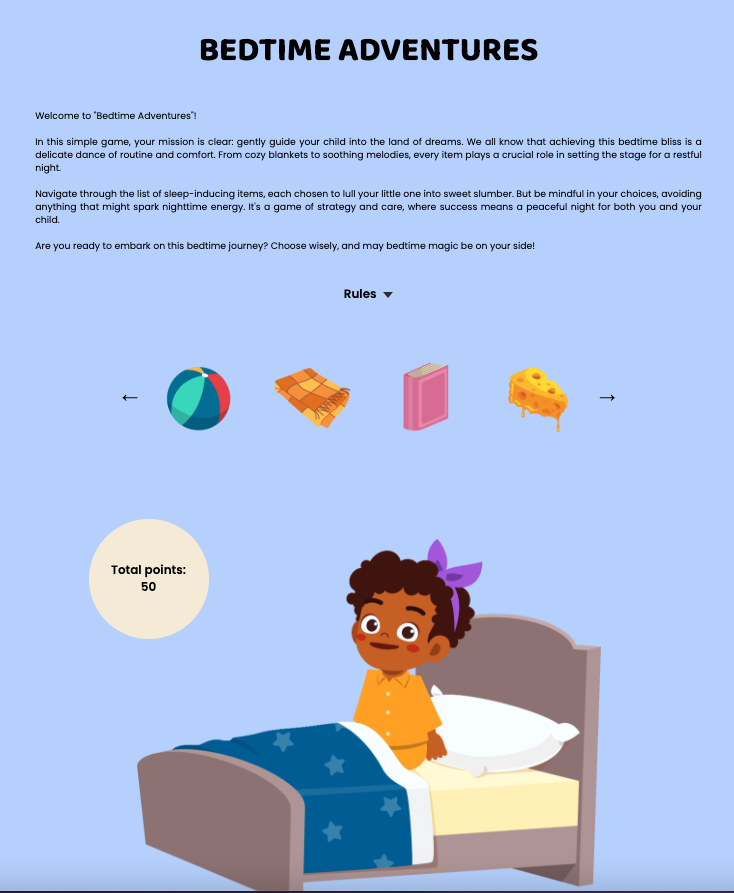 BEDTIME ADVENTURES
Welcome to "Bedtime Adventures"!
In this simple game, your mission is clear: gently guide your child into the land of dreams. We all know that achieving this bedtime bliss is a
delicate dance of routine and comfort. From cozy blankets to soothing melodies, every item plays a crucial role in setting the stage for a restful
night.
Navigate through the list of sleep-inducing items, each chosen to lull your little one into sweet slumber. But be mindful in your choices, avoiding
anything that might spark nighttime energy. It's a game of strategy and care, where success means a peaceful night for both you and your
child.
Are you ready to embark on this bedtime journey? Choose wisely, and may bedtime magic be on your side!
Rules
Total points:
50